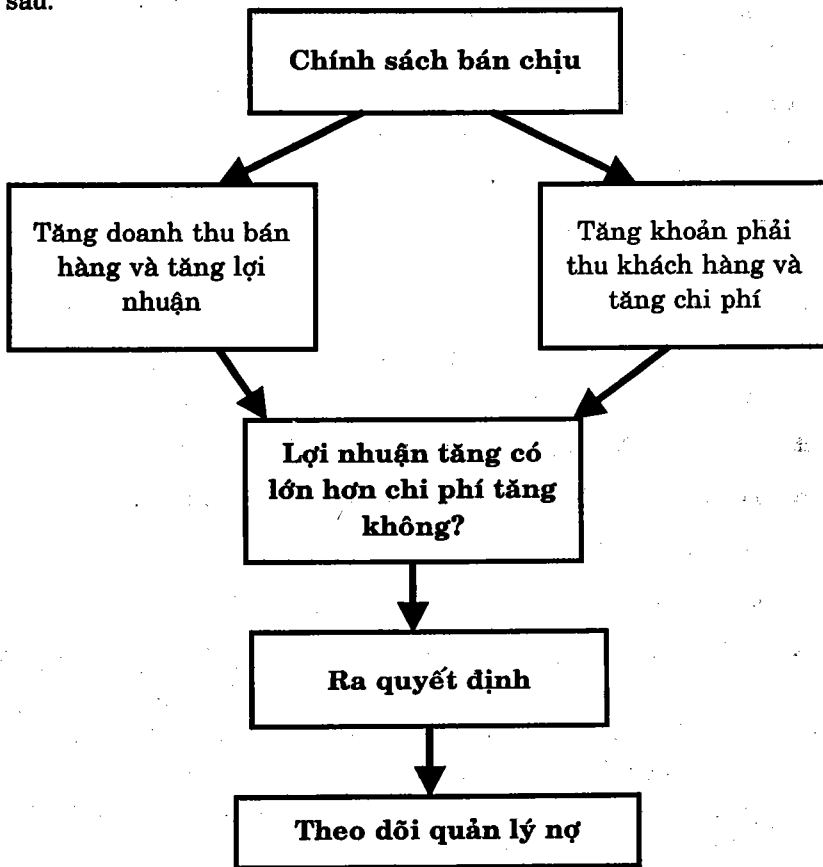 sau.
Chính sách bán chịu
Tăng doanh thu bán
hàng và tăng lợi
nhuận
Tăng khoản phải
thu khách hàng và
tăng chi phí
Lợi nhuận tăng có
lớn hơn chi phí tăng
không?
Ra quyết định
Theo dõi quản lý nợ